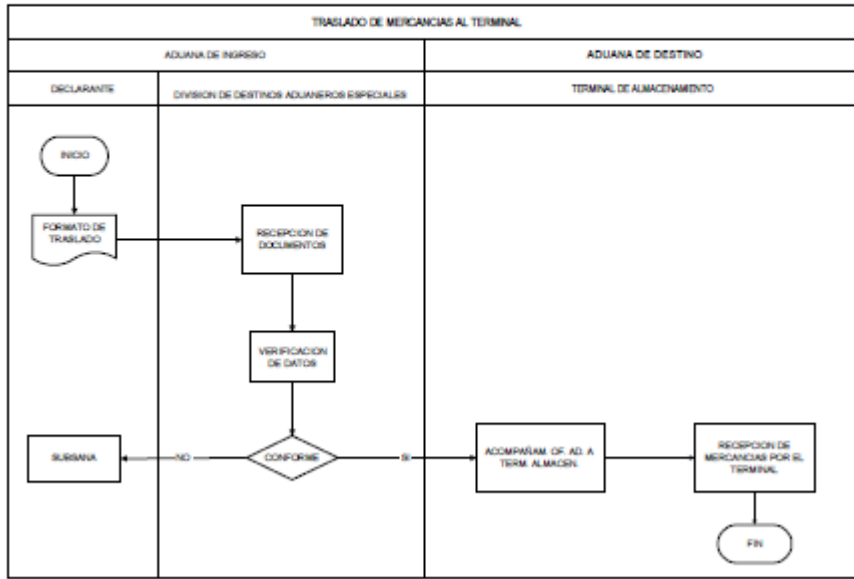 TRASLADO DE MERCANCIAS AL TERMINAL
ADUANA DE INGRESO
ADUANA DE DESTINO
DECLARANTE
DIVISION DE DESTINOS ADUANEROS ESPECIALES
TERMINAL DE ALMACENAMIENTO
INICIO
FORMATO DE
TRASLADO
RECEPCION DE
DOCUMENTOS
VERIFICACION
DE DATOS
SUBSANA
NO
CONFORME
SI
ACOMPAÑAM. OF. AD. A
TERM. ALMACEN.
RECEPCION DE
MERCANCIAS POR EL
TERMINAL
FIN